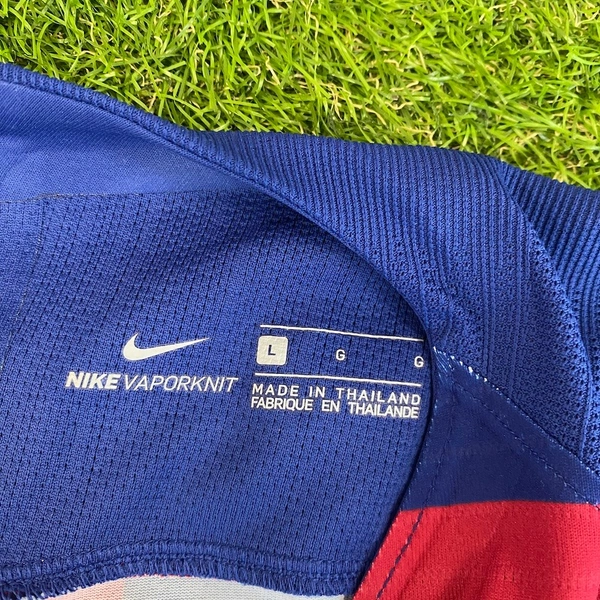 NIKE VAPORKNIT
L G G
MADE IN THAILAND
FABRIQUE EN THAILANDE